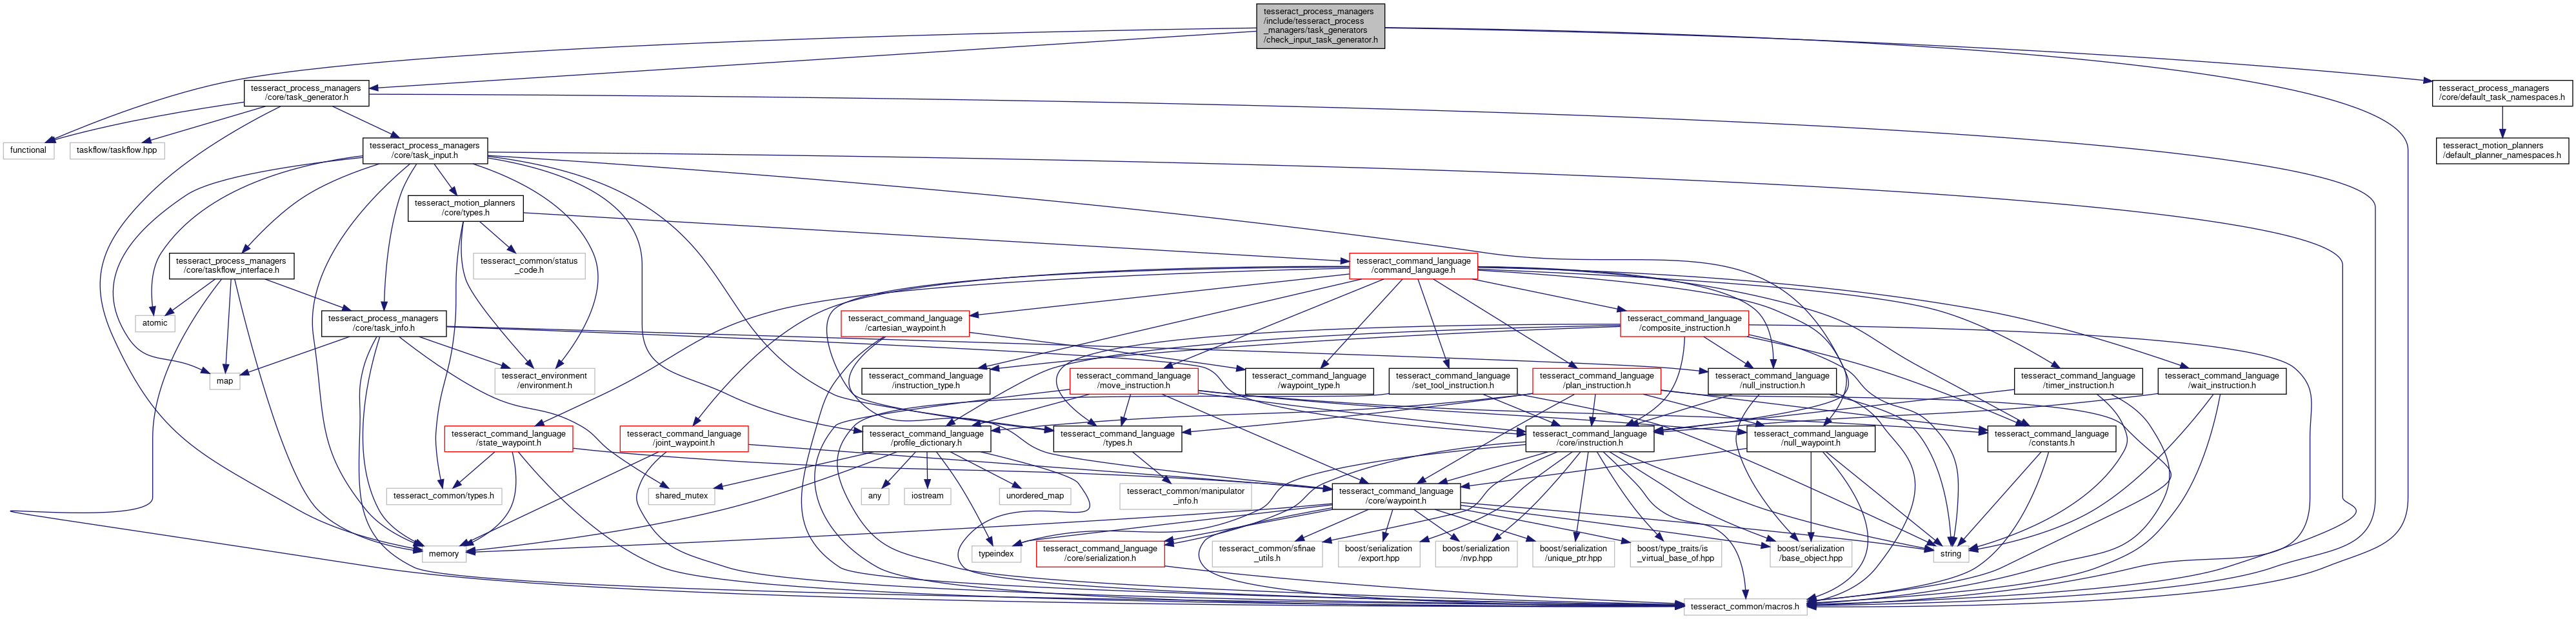 tesseract_process_managers
/include/tesseract_process
_managers/task_generators
/check_input_task_generator.h
tesseract_process_managers
/core/task_generator.h
tesseract_process_managers
/core/default_task_namespaces.h
functional
taskflow/taskflow.hpp
tesseract_process_managers
/core/task_input.h
tesseract_motion_planners
/default_planner_namespaces.h
tesseract_motion_planners
/core/types.h
tesseract_process_managers
/core/taskflow_interface.h
tesseract_common/status
_code.h
tesseract_command_language
/command_language.h
atomic
tesseract_process_managers
/core/task_info.h
tesseract_command_language
/cartesian_waypoint.h
tesseract_command_language
/composite_instruction.h
map
tesseract_environment
/environment.h
tesseract_command_language
/instruction_type.h
tesseract_command_language
/move_instruction.h
tesseract_command_language
/waypoint_type.h
tesseract_command_language
/set_tool_instruction.h
tesseract_command_language
/plan_instruction.h
tesseract_command_language
/null_instruction.h
tesseract_command_language
/timer_instruction.h
tesseract_command_language
/wait_instruction.h
tesseract_command_language
/state_waypoint.h
tesseract_command_language
/joint_waypoint.h
tesseract_command_language
/profile_dictionary.h
tesseract_command_language
/types.h
tesseract_command_language
/core/instruction.h
tesseract_command_language
/null_waypoint.h
tesseract_command_language
/constants.h
tesseract_common/types.h
shared_mutex
any
iostream
unordered_map
tesseract_common/manipulator
_info.h
tesseract_command_language
/core/waypoint.h
memory
typeindex
tesseract_command_language
/core/serialization.h
tesseract_common/sfinae
_utils.h
boost/serialization
/export.hpp
boost/serialization
/nvp.hpp
boost/serialization
/unique_ptr.hpp
boost/type_traits/is
_virtual_base_of.hpp
boost/serialization
/base_object.hpp
string
tesseract_common/macros.h